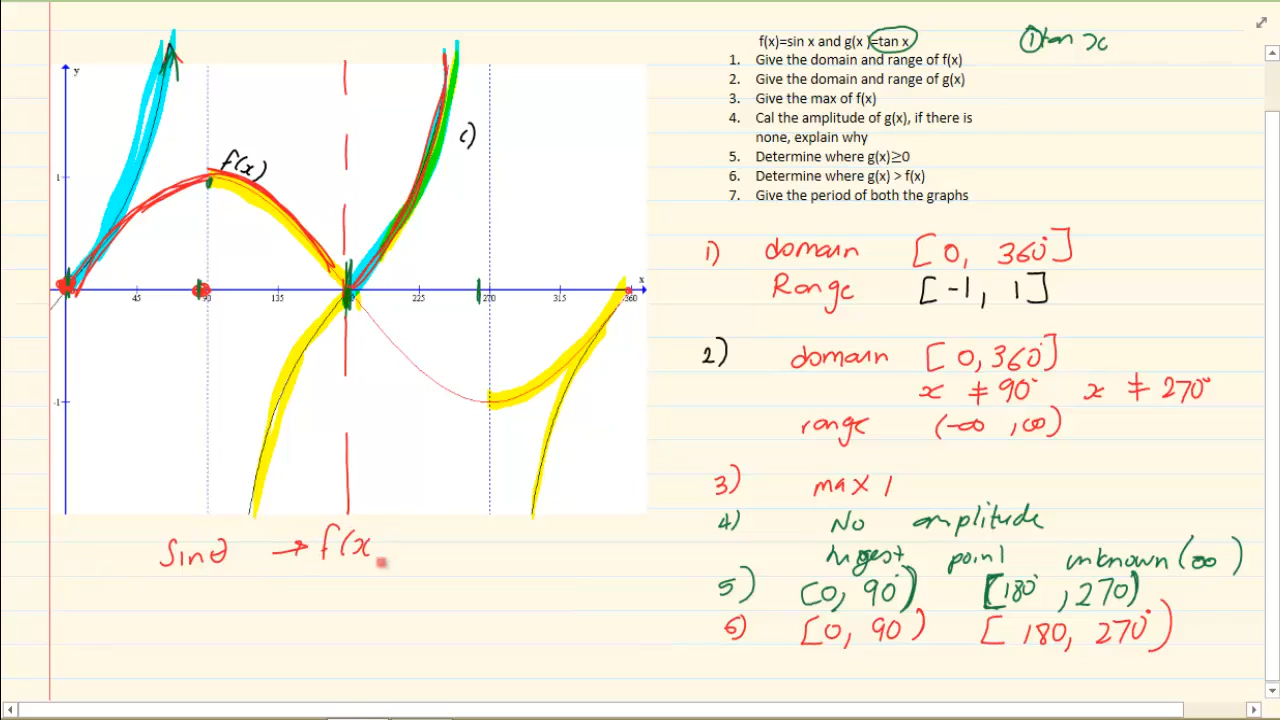 f(x)=sin x and g(x )=tan x
① tan x
1. Give the domain and range of f(x)
2. Give the domain and range of g(x)
3. Give the max of f(x)
4. Cal the amplitude of g(x), if there is
none, explain why
5. Determine where g(x)≥0
6. Determine where g(x) > f(x)
7. Give the period of both the graphs
y
f(x)
1
x
45 90 135 225 270 315 360
-1
sinθ → f(x
1) domain [0, 360°]
Range [-1, 1]
2) domain [0, 360°]
x ≠ 90° x ≠ 270°
range (-∞ ,∞)
3) max 1
4) No amplitude
highest point unknown (∞)
5) [0, 90°) [180° , 270)
6) [0, 90) [180, 270°)